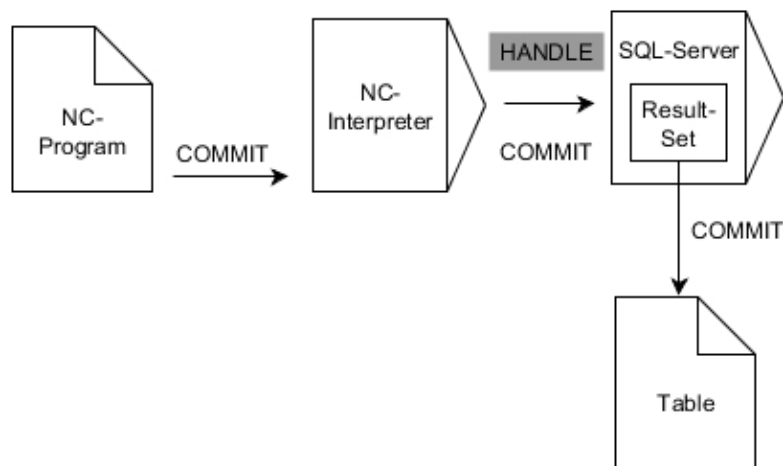 NC-
Program
COMMIT
NC-
Interpreter
HANDLE
COMMIT
SQL-Server
Result-
Set
COMMIT
Table